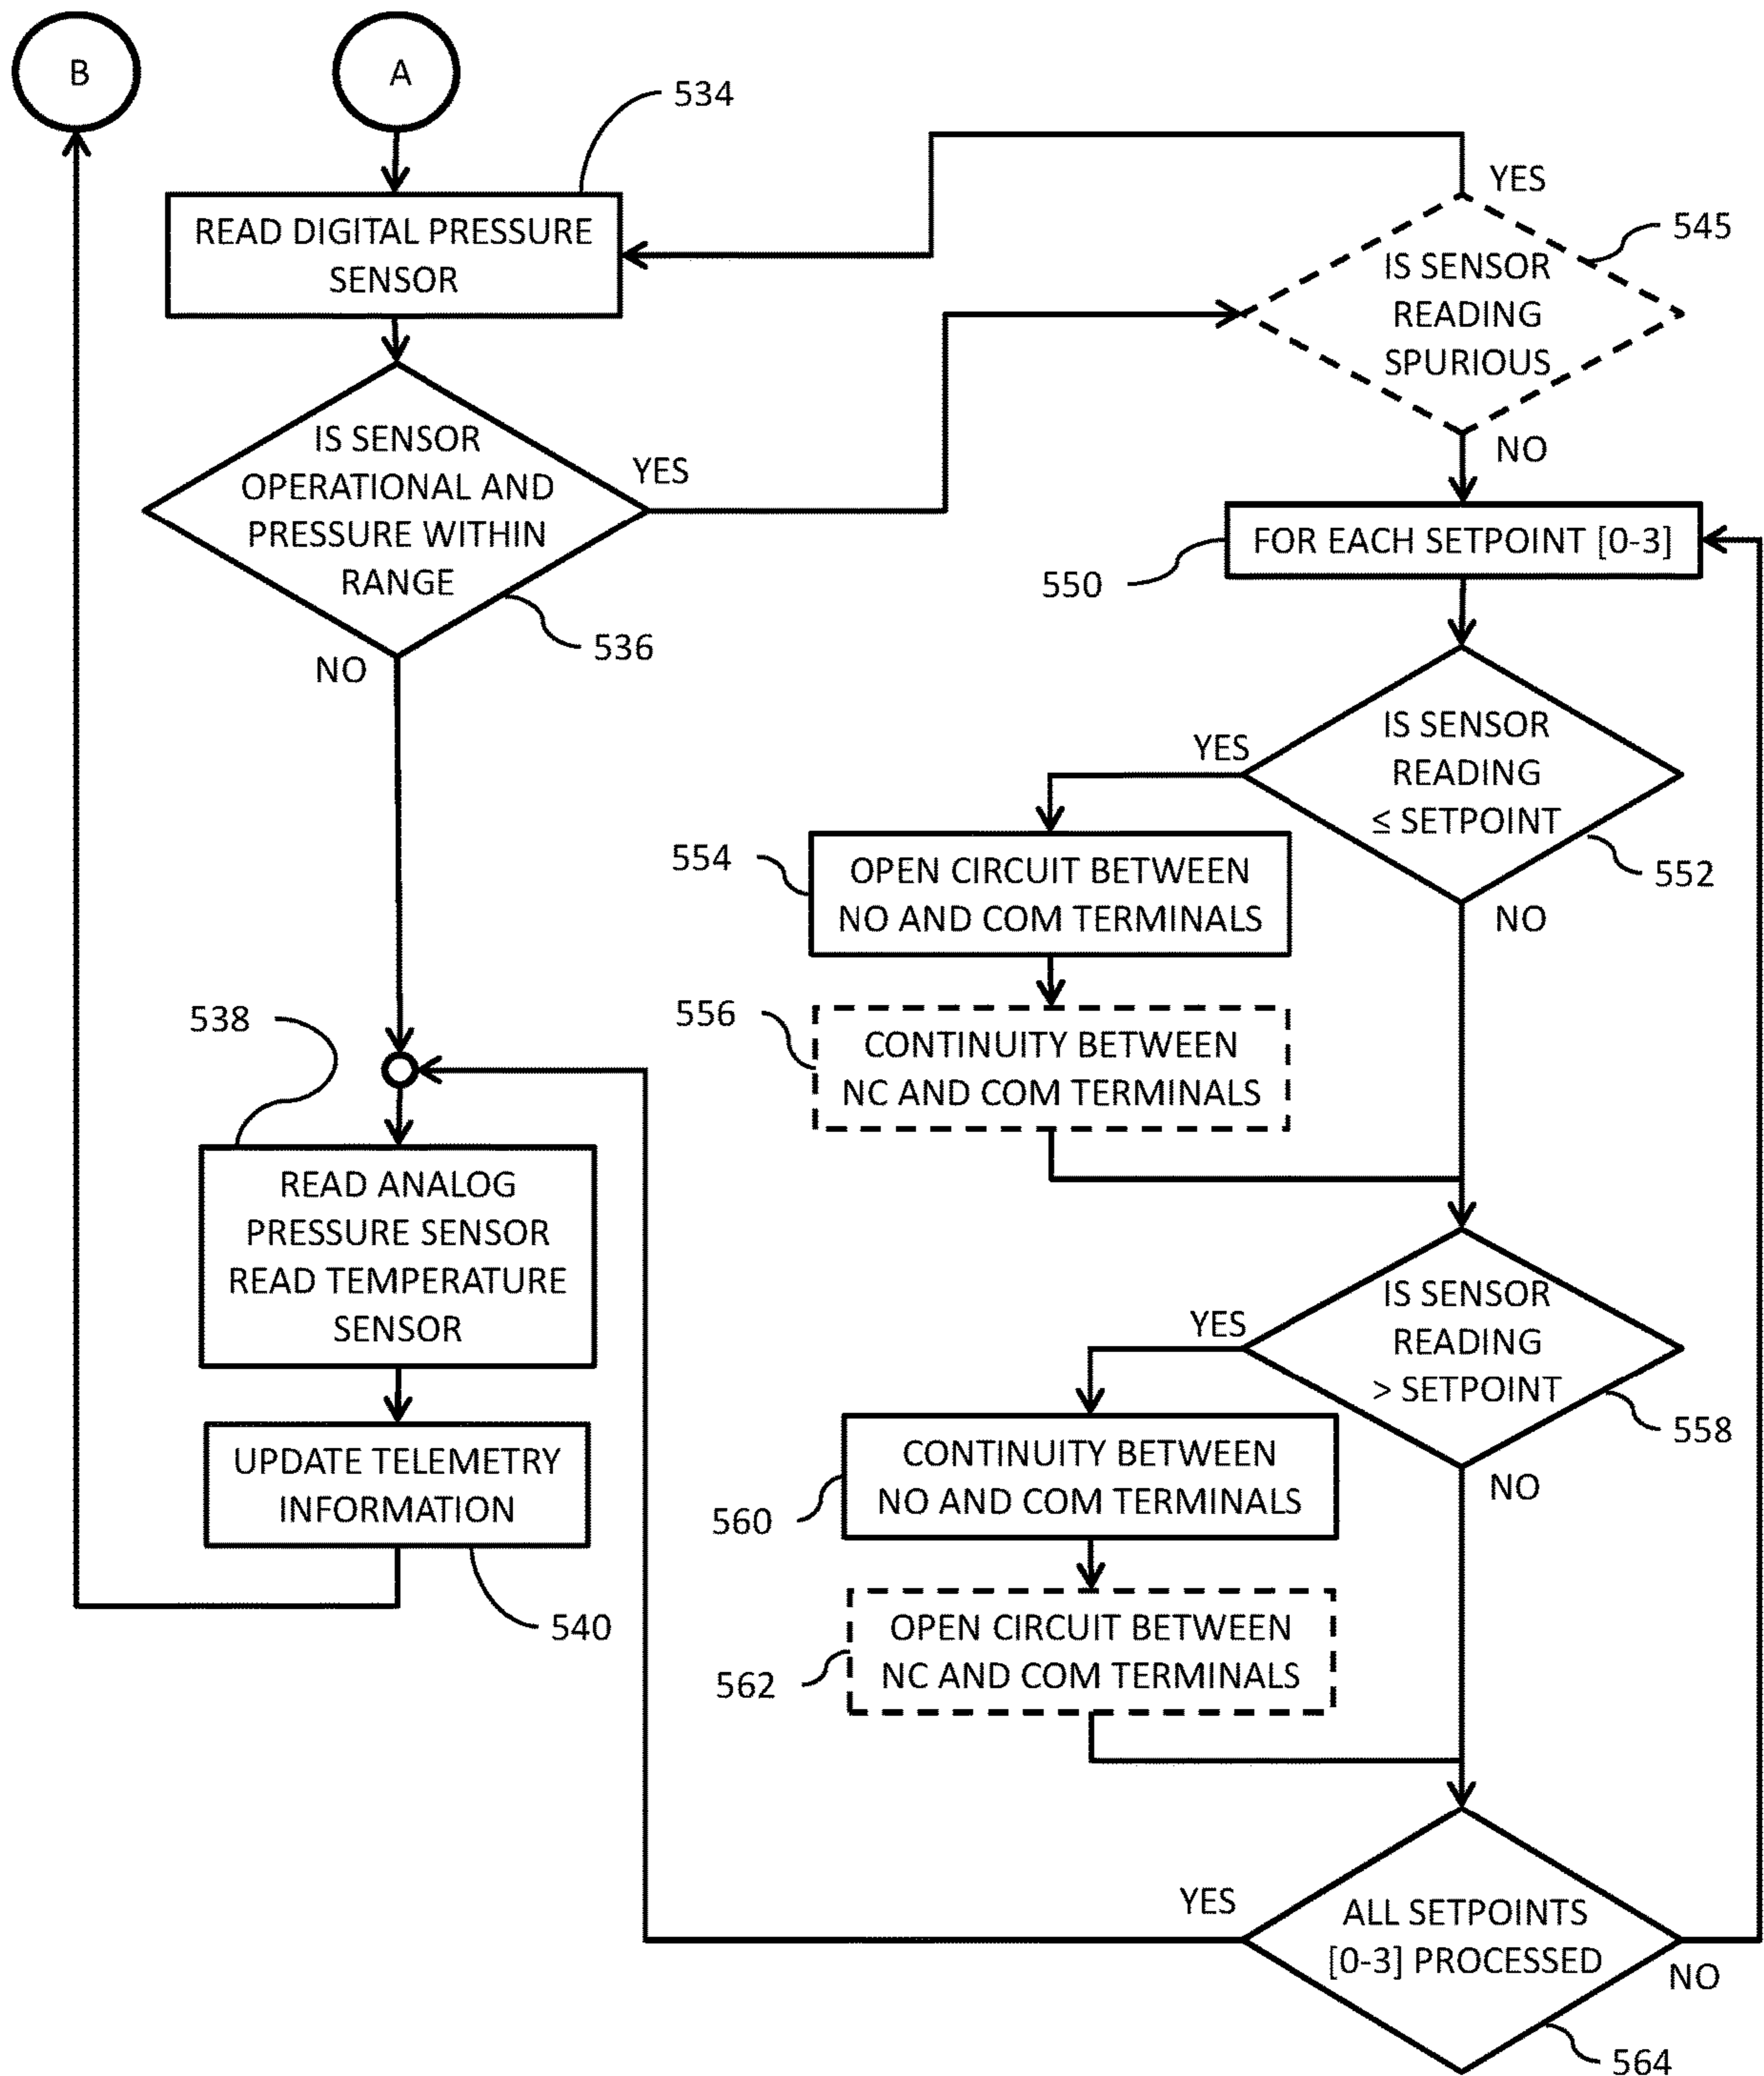 B
A
534
READ DIGITAL PRESSURE
SENSOR
YES
545
IS SENSOR
READING
SPURIOUS
NO
IS SENSOR
OPERATIONAL AND
PRESSURE WITHIN
RANGE
YES
536
NO
FOR EACH SETPOINT [0-3]
550
IS SENSOR
READING
≤ SETPOINT
YES
552
NO
554
OPEN CIRCUIT BETWEEN
NO AND COM TERMINALS
556
CONTINUITY BETWEEN
NC AND COM TERMINALS
538
READ ANALOG
PRESSURE SENSOR
READ TEMPERATURE
SENSOR
UPDATE TELEMETRY
INFORMATION
540
IS SENSOR
READING
> SETPOINT
YES
558
NO
560
CONTINUITY BETWEEN
NO AND COM TERMINALS
562
OPEN CIRCUIT BETWEEN
NC AND COM TERMINALS
YES
ALL SETPOINTS
[0-3] PROCESSED
NO
564